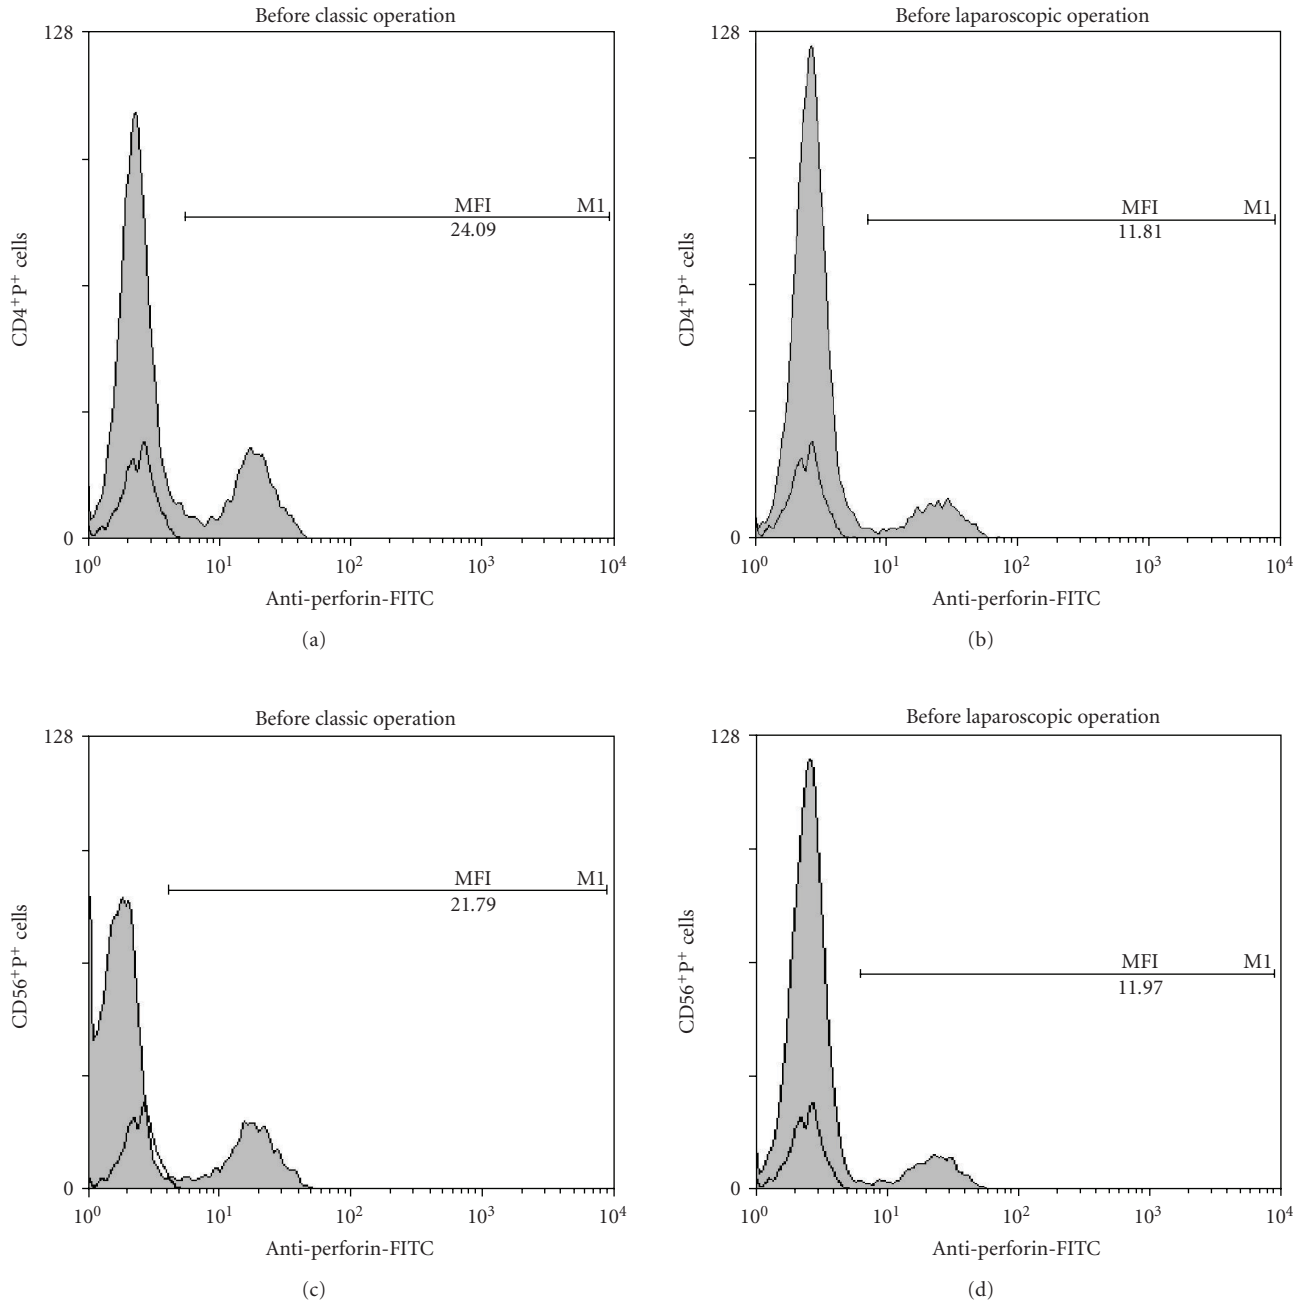 Before classic operation
128
CD4⁺P⁺ cells
MFI M1
24.09
0
10⁰ 10¹ 10² 10³ 10⁴
Anti-perforin-FITC
(a)
Before laparoscopic operation
128
CD4⁺P⁺ cells
MFI M1
11.81
0
10⁰ 10¹ 10² 10³ 10⁴
Anti-perforin-FITC
(b)
Before classic operation
128
CD56⁺P⁺ cells
MFI M1
21.79
0
10⁰ 10¹ 10² 10³ 10⁴
Anti-perforin-FITC
(c)
Before laparoscopic operation
128
CD56⁺P⁺ cells
MFI M1
11.97
0
10⁰ 10¹ 10² 10³ 10⁴
Anti-perforin-FITC
(d)